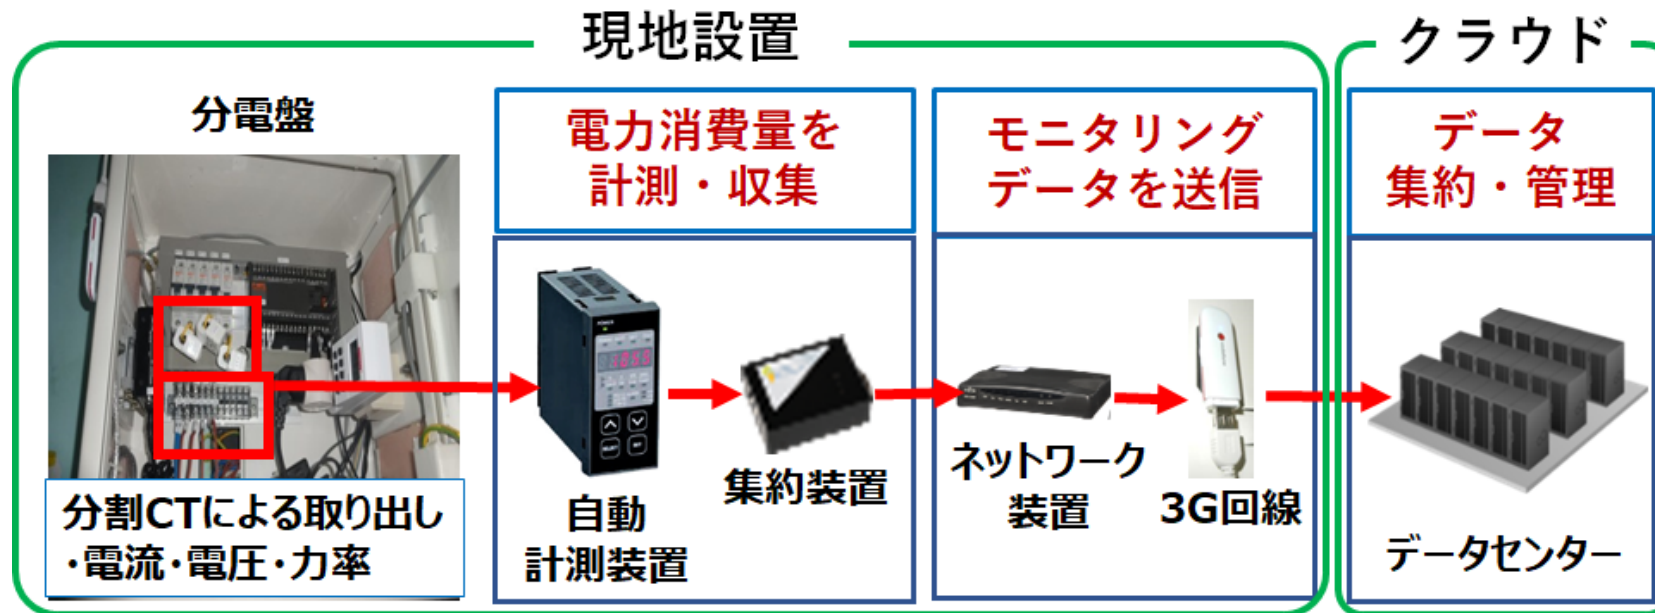 現地設置
クラウド
分電盤
電力消費量を
計測・収集
モニタリング
データを送信
データ
集約・管理
分割CTによる取り出し
・電流・電圧・力率
自動
計測装置
集約装置
ネットワーク
装置
3G回線
データセンター